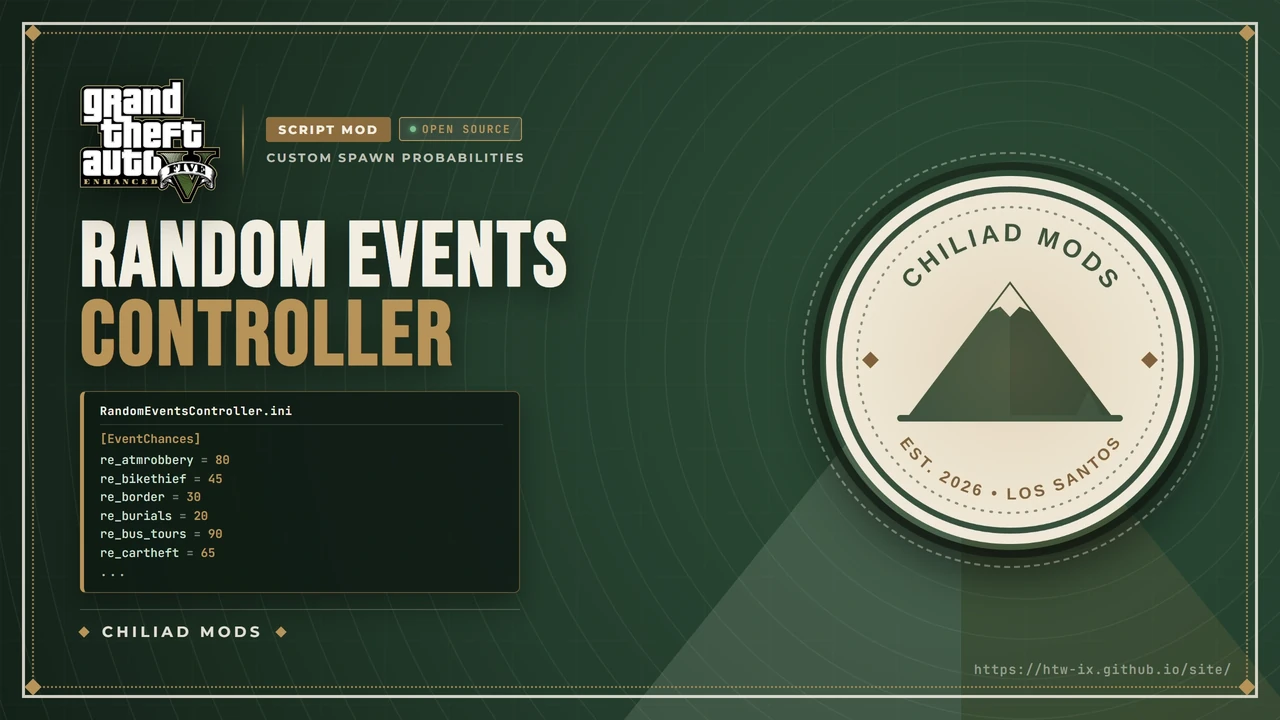 grand
theft
auto V
FIVE
ENHANCED
SCRIPT MOD
OPEN SOURCE
CUSTOM SPAWN PROBABILITIES
RANDOM EVENTS
CONTROLLER
RandomEventsController.ini
[EventChances]
re_atmrobbery = 80
re_bikethief = 45
re_border = 30
re_burials = 20
re_bus_tours = 90
re_cartheft = 65
...
CHILIAD MODS
CHILIAD MODS
EST. 2026 • LOS SANTOS
https://htw-ix.github.io/site/